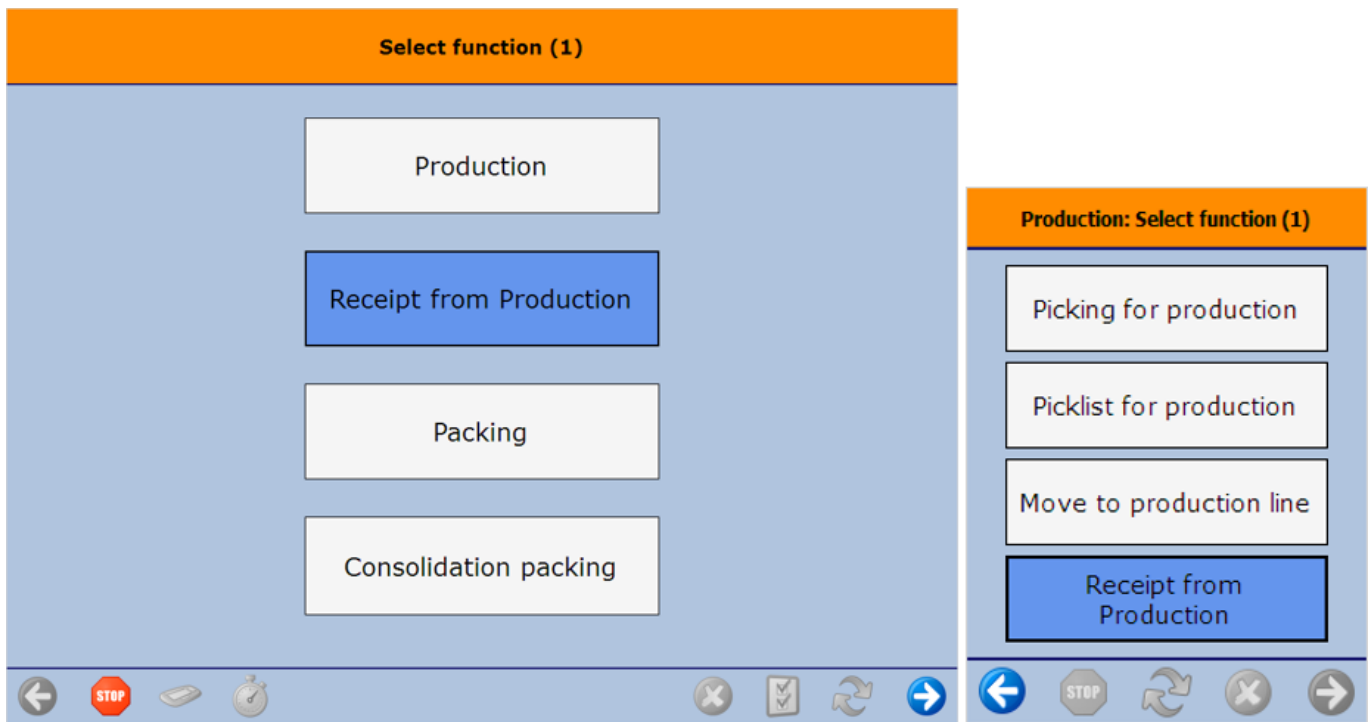 Select function (1)
Production
Receipt from Production
Packing
Consolidation packing
STOP
Production: Select function (1)
Picking for production
Picklist for production
Move to production line
Receipt from
Production
STOP